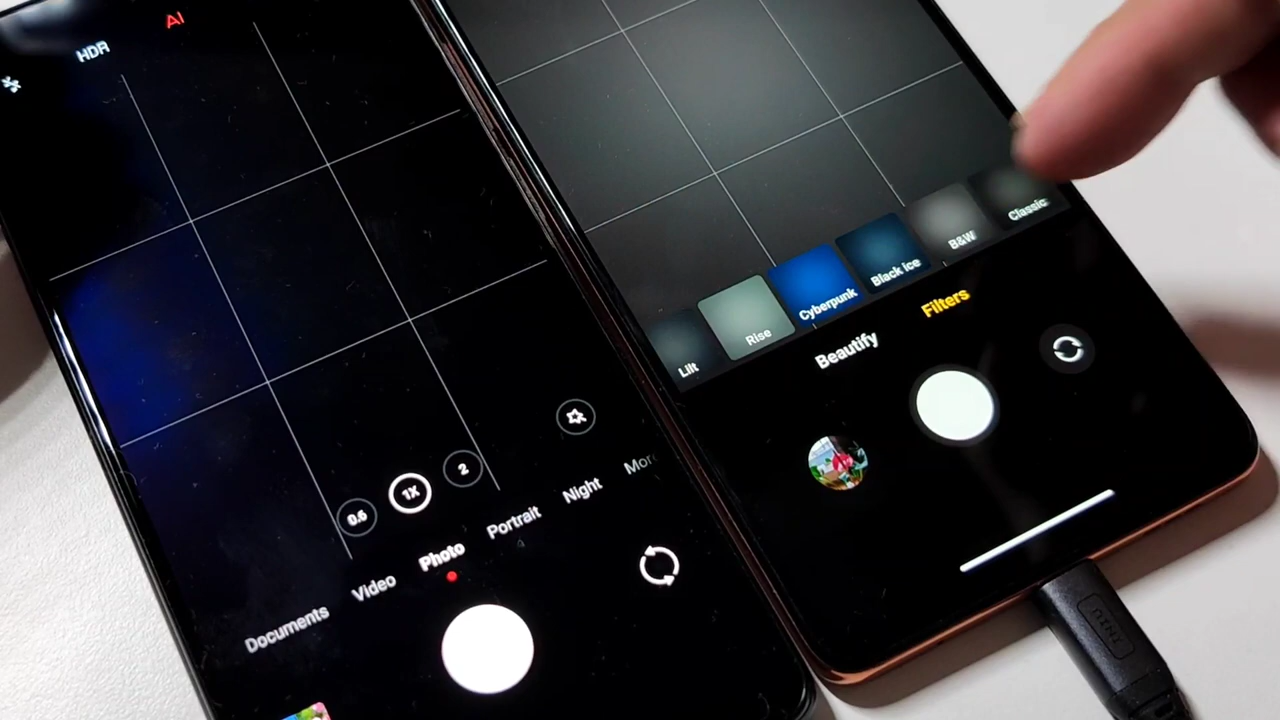 AI
HDR
0.6
1X
2
Documents
Video
Photo
Portrait
Night
Lilt
Rise
Cyberpunk
Black ice
B&W
Classic
Beautify
Filters